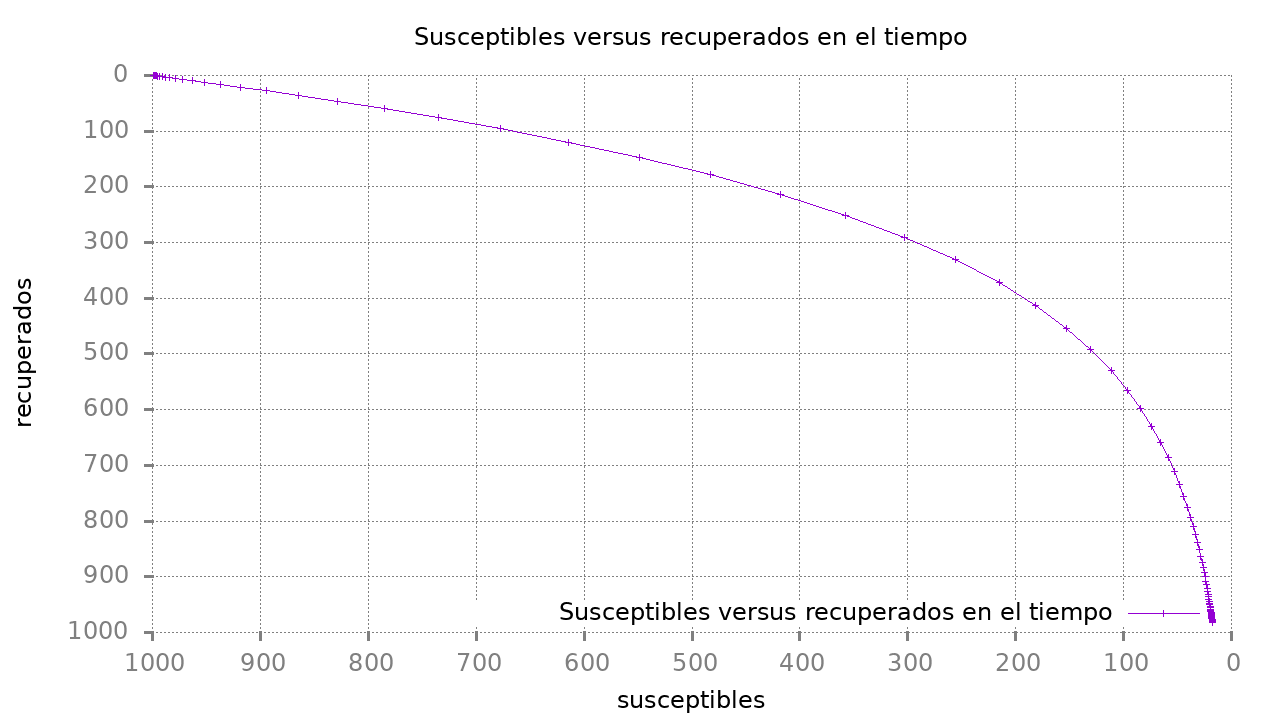 Susceptibles versus recuperados en el tiempo
0
100
200
300
400
500
600
700
800
900
1000
recuperados
Susceptibles versus recuperados en el tiempo
1000 900 800 700 600 500 400 300 200 100 0
susceptibles